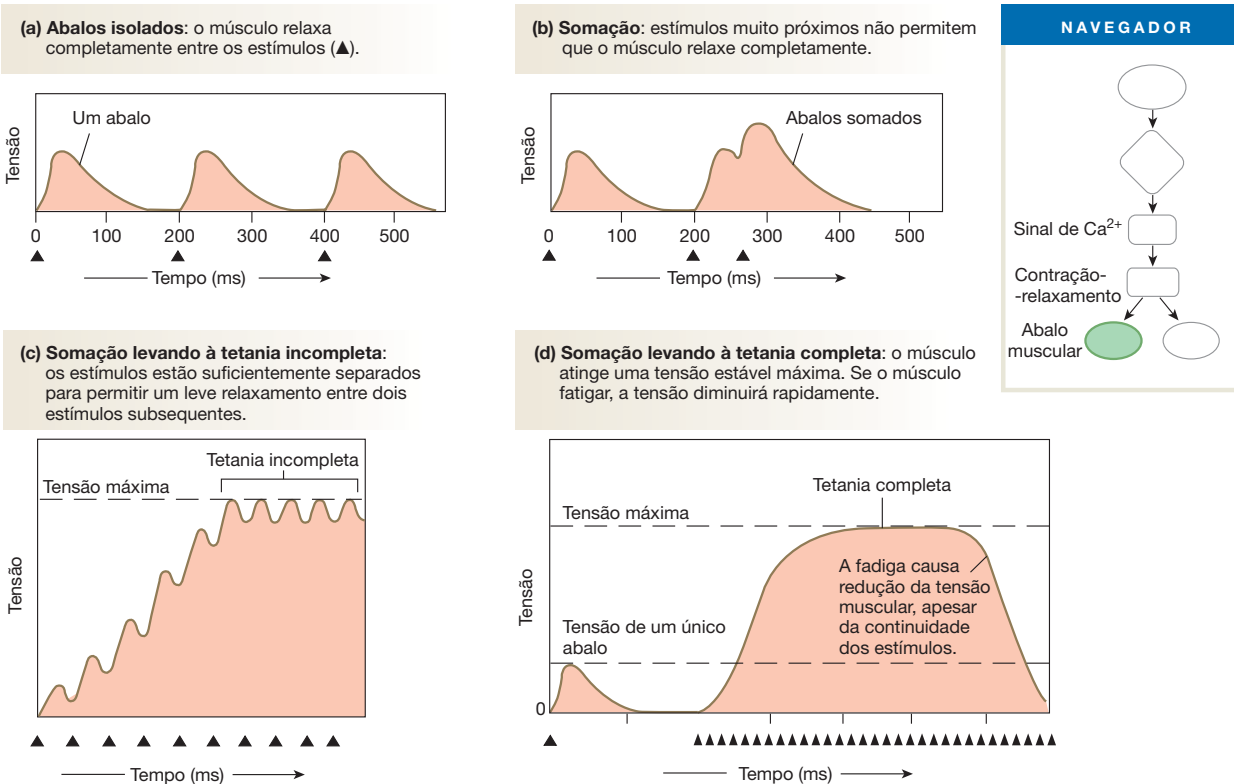 (a) Abalos isolados: o músculo relaxa
completamente entre os estímulos (▲).
Tensão
Um abalo
0 100 200 300 400 500
Tempo (ms)
(b) Somação: estímulos muito próximos não permitem
que o músculo relaxe completamente.
Tensão
Abalos somados
0 100 200 300 400 500
Tempo (ms)
NAVEGADOR
Sinal de Ca²⁺
Contração-
-relaxamento
Abalo
muscular
(c) Somação levando à tetania incompleta:
os estímulos estão suficientemente separados
para permitir um leve relaxamento entre dois
estímulos subsequentes.
Tetania incompleta
Tensão máxima
Tensão
Tempo (ms)
(d) Somação levando à tetania completa: o músculo
atinge uma tensão estável máxima. Se o músculo
fatigar, a tensão diminuirá rapidamente.
Tetania completa
Tensão máxima
Tensão
A fadiga causa
redução da tensão
muscular, apesar
da continuidade
dos estímulos.
Tensão de um único
abalo
0
Tempo (ms)